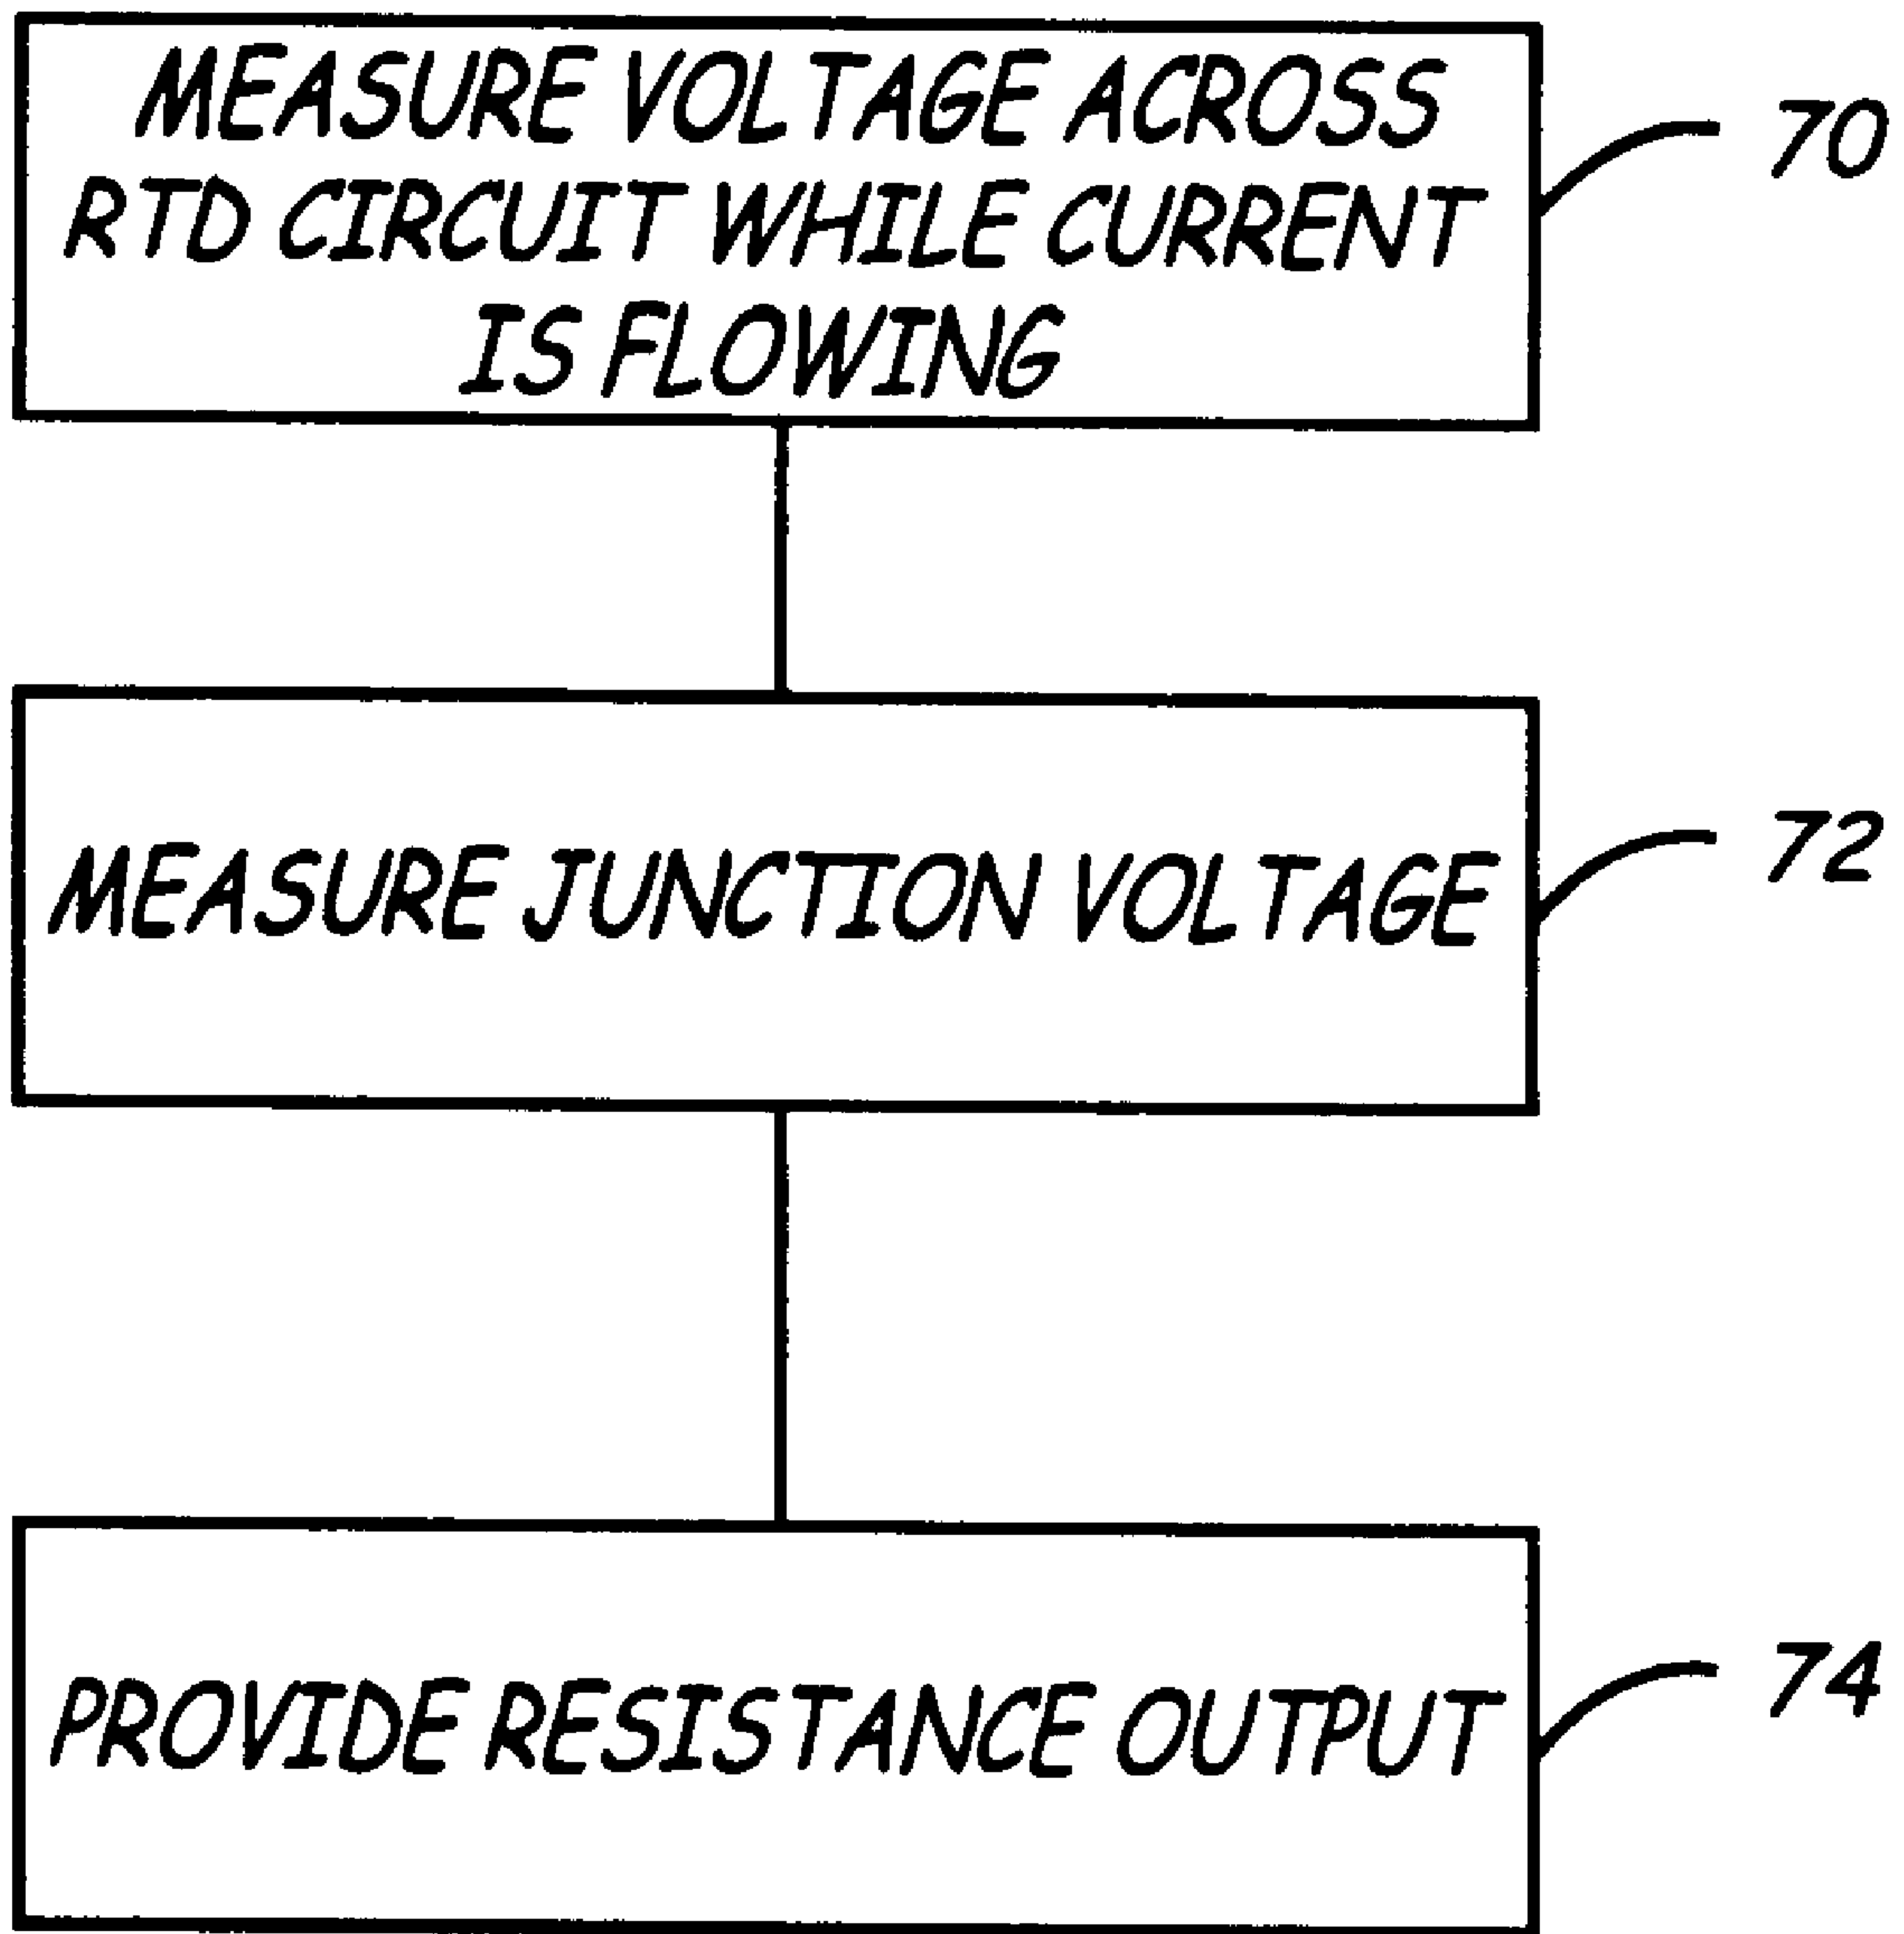 MEASURE VOLTAGE ACROSS
RTD CIRCUIT WHILE CURRENT
IS FLOWING
70
MEASURE JUNCTION VOLTAGE
72
PROVIDE RESISTANCE OUTPUT
74